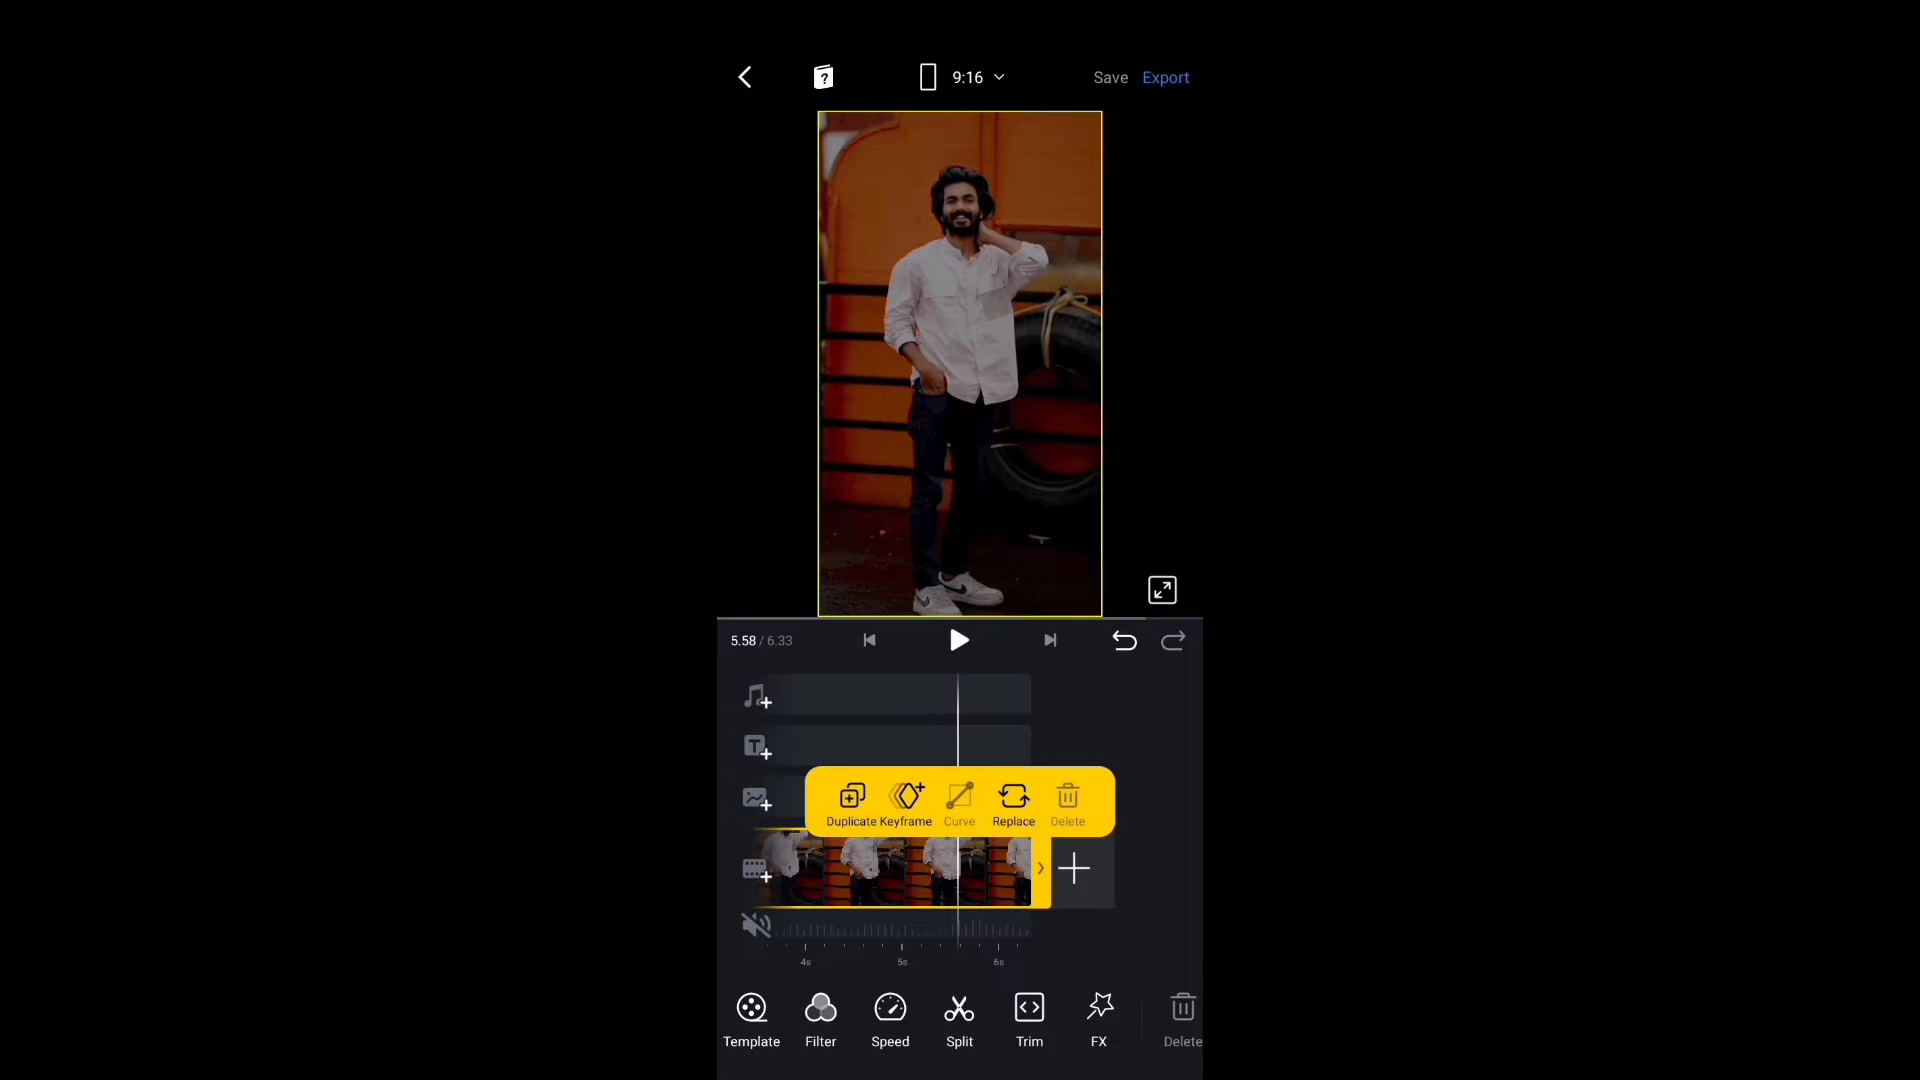 ?
9:16
Save Export
5.58 / 6.33
T
Duplicate Keyframe Curve Replace Delete
4s 5s 6s
Template Filter Speed Split Trim FX Delete